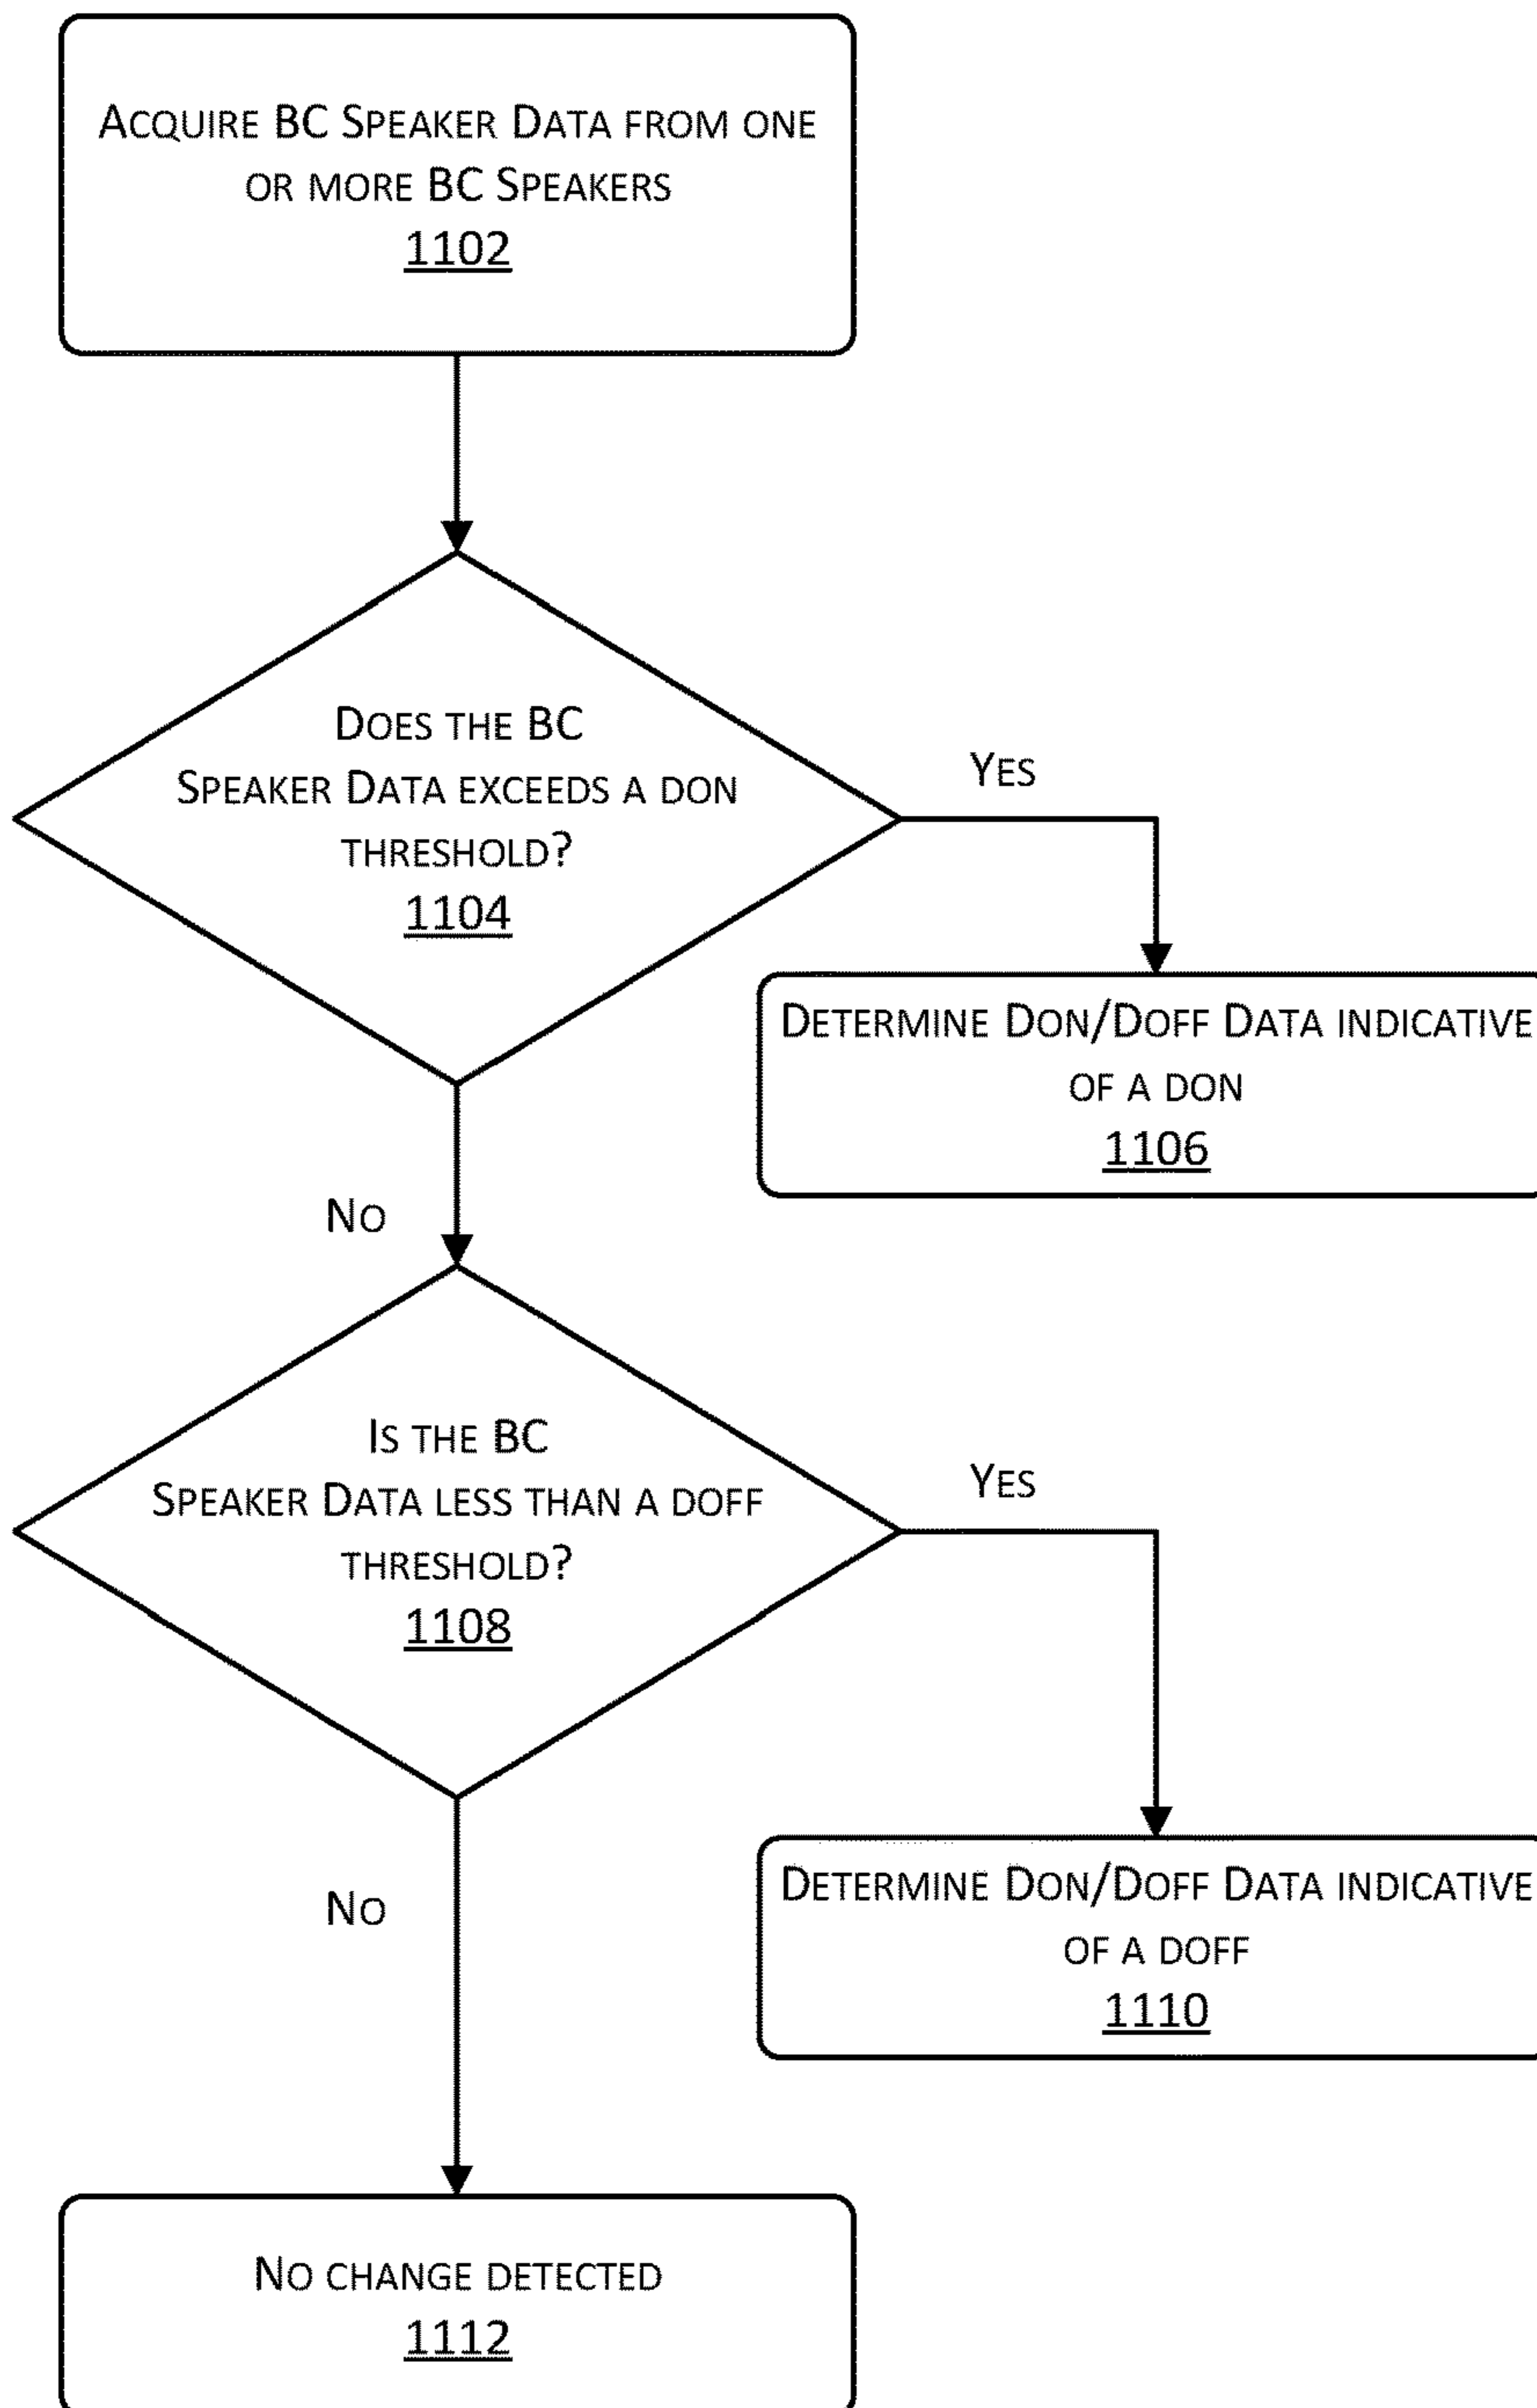 ACQUIRE BC SPEAKER DATA FROM ONE
OR MORE BC SPEAKERS
1102
DOES THE BC
SPEAKER DATA EXCEEDS A DON
THRESHOLD?
1104
YES
DETERMINE DON/DOFF DATA INDICATIVE
OF A DON
1106
NO
IS THE BC
SPEAKER DATA LESS THAN A DOFF
THRESHOLD?
1108
YES
DETERMINE DON/DOFF DATA INDICATIVE
OF A DOFF
1110
NO
NO CHANGE DETECTED
1112